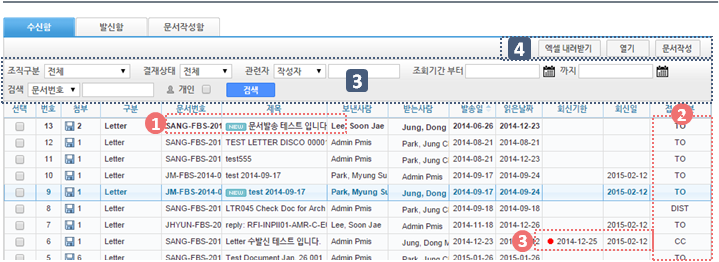 수신함 발신함 문서작성함
4 엑셀 내려받기 열기 문서작성
조직구분 전체 결재상태 전체 관련자 작성자 조회기간 부터 까지
검색 문서번호 개인 검색 3
선택 번호 첨부 구분 문서번호 제목 보낸사람 받는사람 발송일 읽은날짜 회신기한 회신일
13 2 Letter 1 SANG-FBS-201 NEW 문서발송 테스트 입니다 Lee, Soon Jae Jung, Dong 2014-06-26 2014-12-23 2 TO
12 1 Letter SANG-FBS-201 TEST LETTER DISCO 00001 Admin Pmis Park, Jung C 2014-08-21 2014-08-21 TO
11 1 Letter SANG-FBS-201 test555 Admin Pmis Park, Jung C 2014-08-21 2014-12-23 TO
10 1 Letter JM-FBS-2014-0 test 2014-09-17 Park, Myung Su Admin Pmis 2014-09-17 2014-09-17 2015-02-12 TO
9 1 Letter JM-FBS-2014-0 NEW test 2014-09-17 Park, Myung Su Jung, Dong 2014-09-17 2014-09-24 2015-02-12 TO
8 1 Letter SANG-FBS-201 LTR045 Check Doc for Arch Admin Pmis Park, Jung C 2014-09-18 2014-09-18 DIST
7 1 Letter JHYUN-FBS-201 reply: RFI-INPII01-AMR-C-E Lee, Soon Jae Admin Pmis 2014-11-18 2014-12-26 2015-02-12 TO
6 1 Letter SANG-FBS-201 Letter 수발신 테스트 입니다. Admin Pmis Jung, Dong M 2014-12-23 3 2014-12-25 2015-02-12 CC
5 6 Letter SANG-FBS-201 Test Document Jan. 26 001 Admin Pmis 2015-01-26 2015-01-26 TO